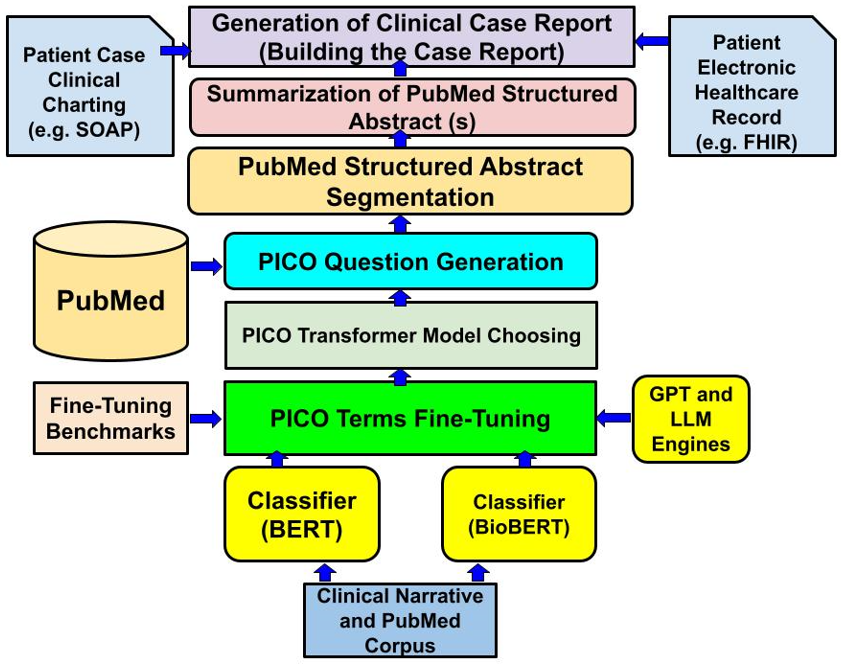 Generation of Clinical Case Report
(Building the Case Report)
Patient Case
Clinical
Charting
(e.g. SOAP)
Patient
Electronic
Healthcare
Record
(e.g. FHIR)
Summarization of PubMed Structured
Abstract (s)
PubMed Structured Abstract
Segmentation
PubMed
PICO Question Generation
PICO Transformer Model Choosing
Fine-Tuning
Benchmarks
PICO Terms Fine-Tuning
GPT and
LLM
Engines
Classifier
(BERT)
Classifier
(BioBERT)
Clinical Narrative
and PubMed
Corpus